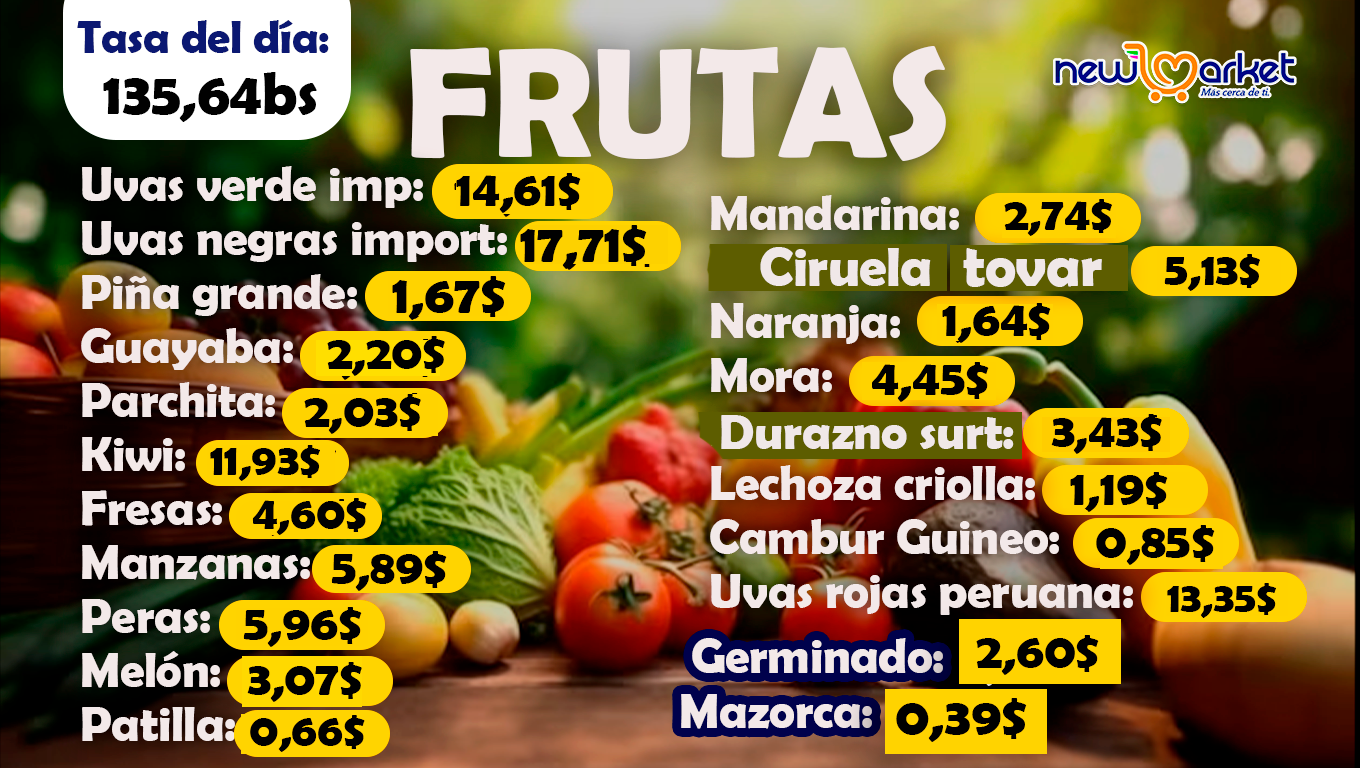 Tasa del día:
135,64bs
FRUTAS
newmarket
Más cerca de ti.
Uvas verde imp: 14,61$
Uvas negras import: 17,71$
Piña grande: 1,67$
Guayaba: 2,20$
Parchita: 2,03$
Kiwi: 11,93$
Fresas: 4,60$
Manzanas: 5,89$
Peras: 5,96$
Melón: 3,07$
Patilla: 0,66$
Mandarina: 2,74$
Ciruela tovar 5,13$
Naranja: 1,64$
Mora: 4,45$
Durazno surt: 3,43$
Lechoza criolla: 1,19$
Cambur Guineo: 0,85$
Uvas rojas peruana: 13,35$
Germinado: 2,60$
Mazorca: 0,39$